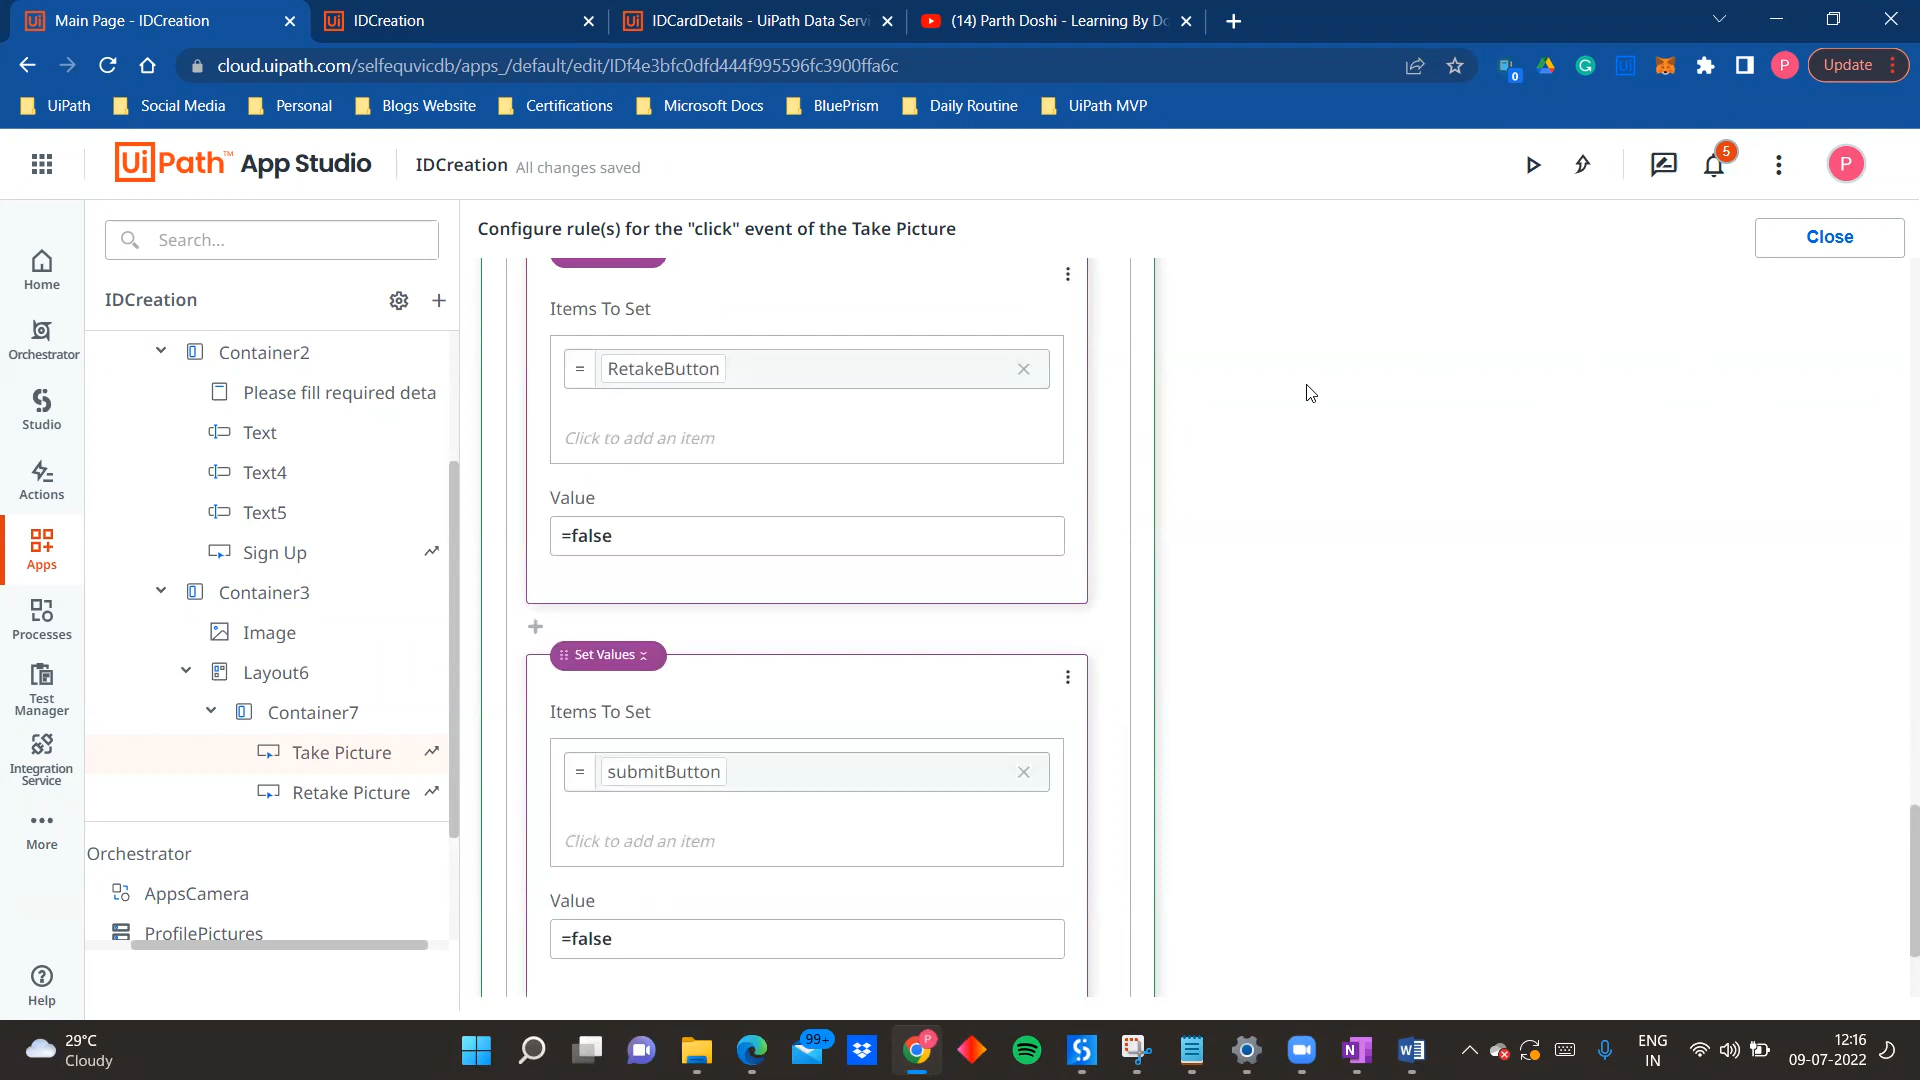 Main Page - IDCreation
IDCreation
IDCardDetails - UiPath Data Servi
(14) Parth Doshi - Learning By Do
cloud.uipath.com/selfequvicdb/apps_/default/edit/IDf4e3bfc0dfd444f995596fc3900ffa6c
0
P
Update
UiPath
Social Media
Personal
Blogs Website
Certifications
Microsoft Docs
BluePrism
Daily Routine
UiPath MVP
UiPath™ App Studio
IDCreation All changes saved
5
P
Search...
Configure rule(s) for the "click" event of the Take Picture
Close
Home
Orchestrator
Studio
Actions
Apps
Processes
Test
Manager
Integration
Service
More
Help
IDCreation
Container2
Please fill required deta
Text
Text4
Text5
Sign Up
Container3
Image
Layout6
Container7
Take Picture
Retake Picture
Orchestrator
AppsCamera
ProfilePictures
Items To Set
= RetakeButton
Click to add an item
Value
=false
Set Values
Items To Set
= submitButton
Click to add an item
Value
=false
29°C
Cloudy
99+
P
ENG
IN
12:16
09-07-2022